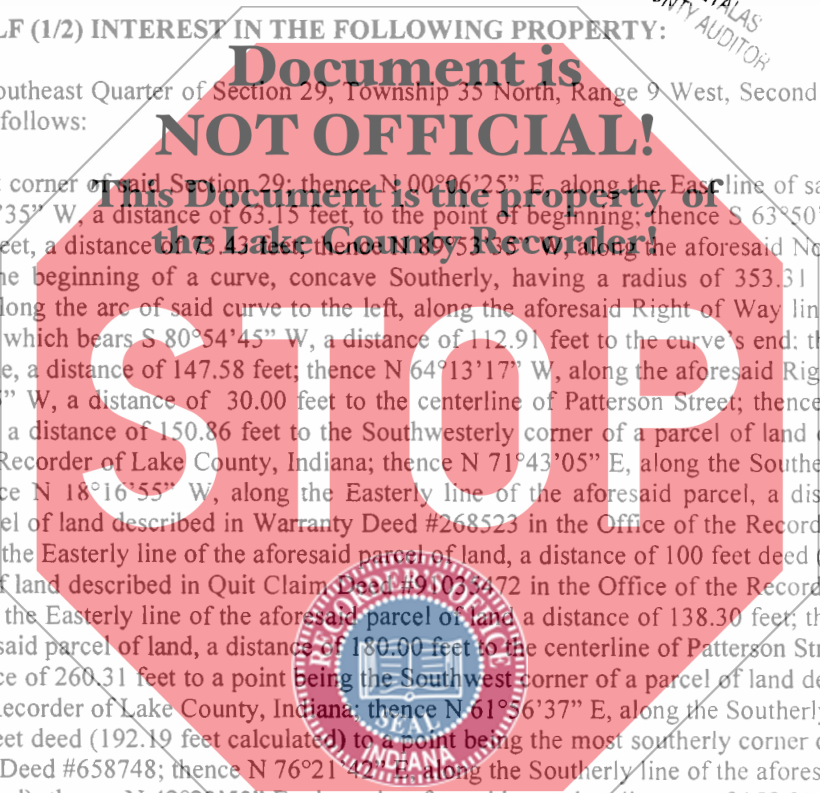 LF (1/2) INTEREST IN THE FOLLOWING PROPERTY:
TALAS
NTY AUDITOR
Document is
outheast Quarter of Section 29, Township 35 North, Range 9 West, Second
follows:
NOT OFFICIAL!
corner of said Section 29; thence N 00°06'25” E, along the East line of sa
This Document is the property of
'35” W, a distance of 63.15 feet, to the point of beginning; thence S 63°50'
the Lake County Recorder!
eet, a distance of 73.43 feet; thence N 89°53'35” W, along the aforesaid No
he beginning of a curve, concave Southerly, having a radius of 353.31
long the arc of said curve to the left, along the aforesaid Right of Way lin
which bears S 80°54'45” W, a distance of 112.91 feet to the curve's end: th
e, a distance of 147.58 feet; thence N 64°13'17” W, along the aforesaid Rig
” W, a distance of 30.00 feet to the centerline of Patterson Street; thence
a distance of 150.86 feet to the Southwesterly corner of a parcel of land
STOP
Recorder of Lake County, Indiana; thence N 71°43'05” E, along the Southe
ce N 18°16'55” W, along the Easterly line of the aforesaid parcel, a dis
el of land described in Warranty Deed #268523 in the Office of the Record
the Easterly line of the aforesaid parcel of land, a distance of 100 feet deed (
f land described in Quit Claim Deed #91035472 in the Office of the Record
the Easterly line of the aforesaid parcel of land a distance of 138.30 feet; th
said parcel of land, a distance of 180.00 feet to the centerline of Patterson Str
ce of 260.31 feet to a point being the Southwest corner of a parcel of land de
RECORDER'S OFFICE
SEAL
INDIANA
ecorder of Lake County, Indiana; thence N 61°56'37” E, along the Southerl
eet deed (192.19 feet calculated) to a point being the most southerly corner
Deed #658748; thence N 76°21'42” E, along the Southerly line of the afores